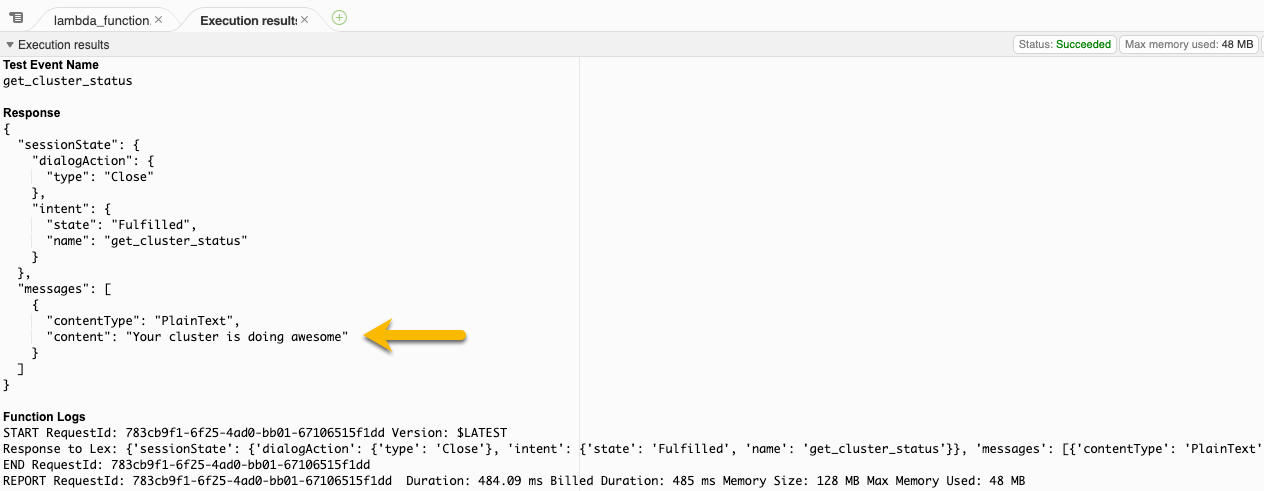 lambda_function.
Execution results
Execution results
Status: Succeeded
Max memory used: 48 MB
Test Event Name
get_cluster_status
Response
{
  "sessionState": {
    "dialogAction": {
      "type": "Close"
    },
    "intent": {
      "state": "Fulfilled",
      "name": "get_cluster_status"
    }
  },
  "messages": [
    {
      "contentType": "PlainText",
      "content": "Your cluster is doing awesome"
    }
  ]
}
Function Logs
START RequestId: 783cb9f1-6f25-4ad0-bb01-67106515f1dd Version: $LATEST
Response to Lex: {'sessionState': {'dialogAction': {'type': 'Close'}, 'intent': {'state': 'Fulfilled', 'name': 'get_cluster_status'}}, 'messages': [{'contentType': 'PlainText'
END RequestId: 783cb9f1-6f25-4ad0-bb01-67106515f1dd
REPORT RequestId: 783cb9f1-6f25-4ad0-bb01-67106515f1dd  Duration: 484.09 ms Billed Duration: 485 ms Memory Size: 128 MB Max Memory Used: 48 MB